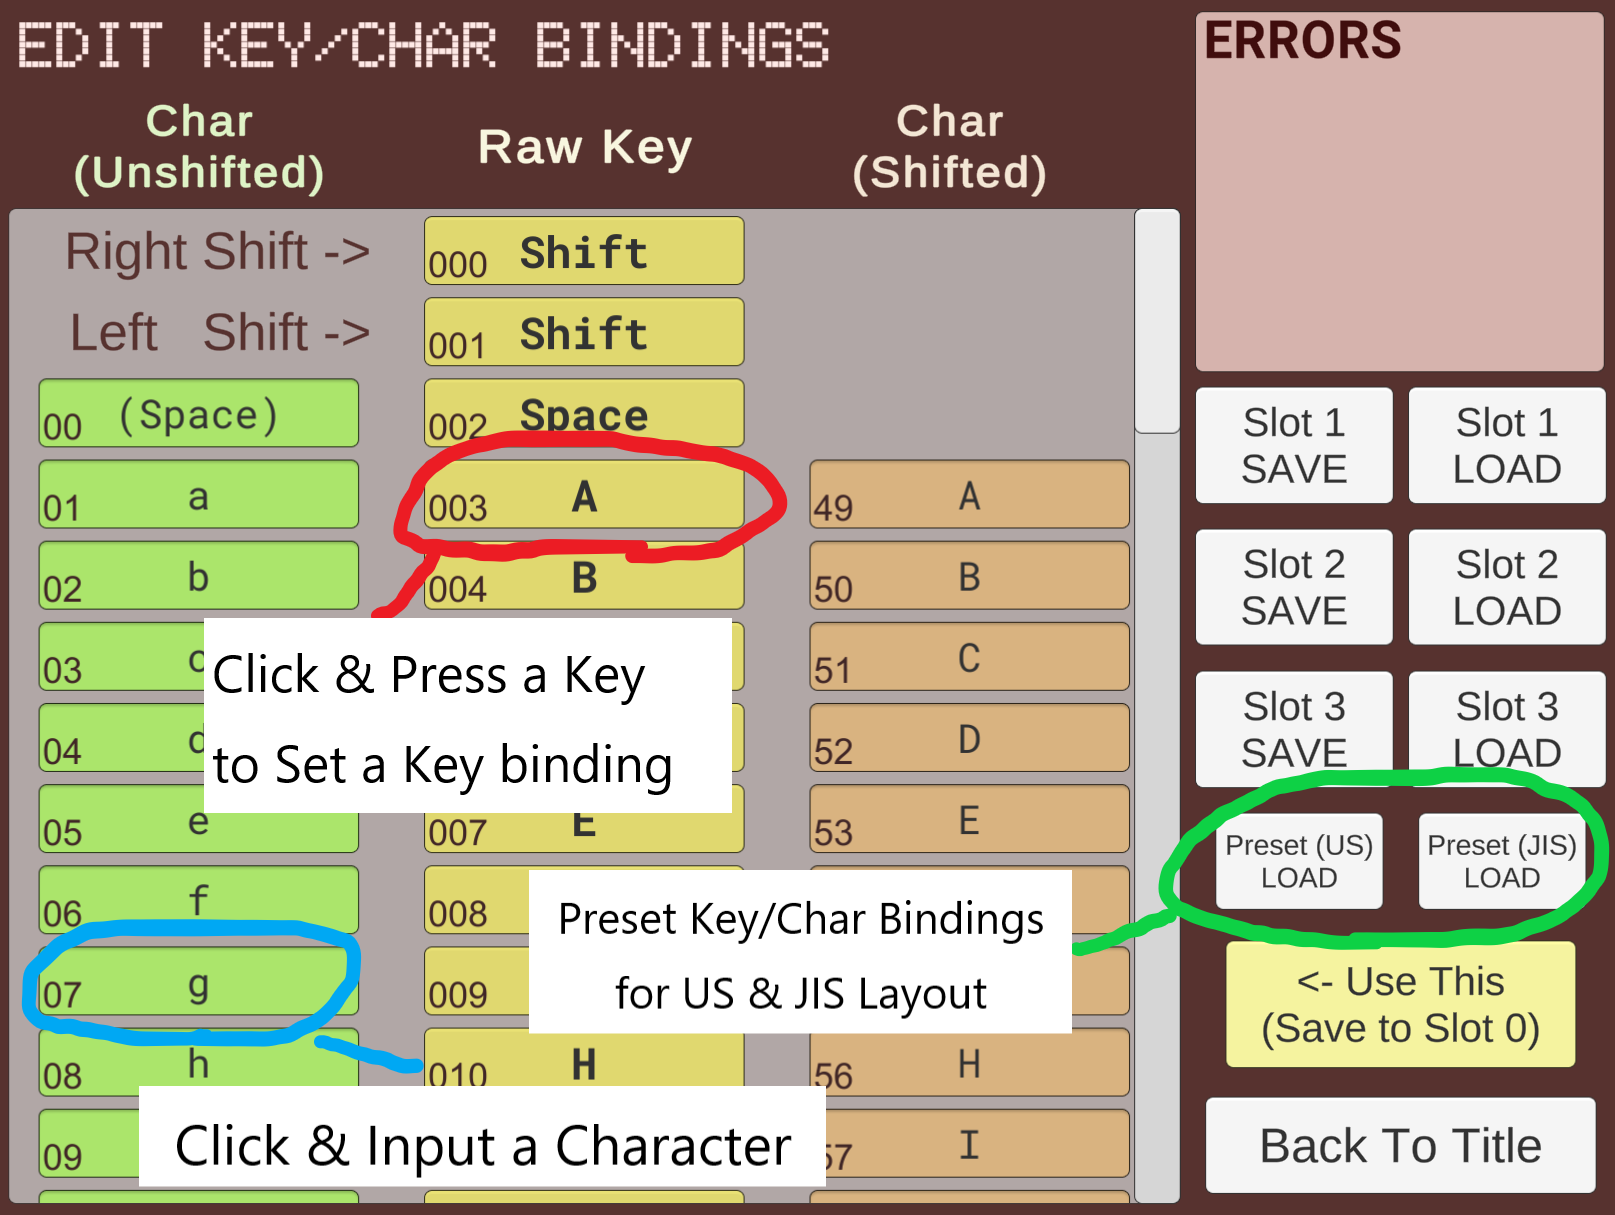 EDIT KEY/CHAR BINDINGS
Char
(Unshifted)
Raw Key
Char
(Shifted)
Right Shift ->
000 Shift
Left Shift ->
001 Shift
00 (Space)
002 Space
01 a
003 A
49 A
02 b
004 B
50 B
03
51 C
04
52 D
05 e
007 E
53 E
06 f
008
07 g
009
08 h
010 H
56 H
09
57 I
Click & Press a Key
to Set a Key binding
Preset Key/Char Bindings
for US & JIS Layout
Click & Input a Character
ERRORS
Slot 1
SAVE
Slot 1
LOAD
Slot 2
SAVE
Slot 2
LOAD
Slot 3
SAVE
Slot 3
LOAD
Preset (US)
LOAD
Preset (JIS)
LOAD
<- Use This
(Save to Slot 0)
Back To Title